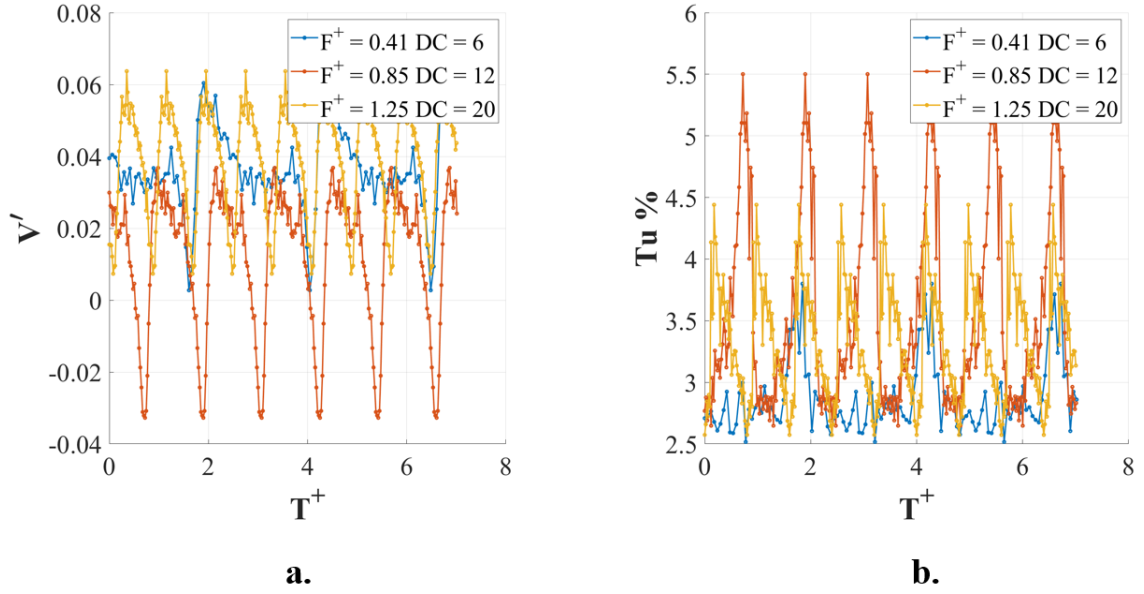 0.08
0.06
0.04
0.02
0
-0.02
-0.04
V′
0
2
4
6
8
T⁺
F⁺ = 0.41 DC = 6
F⁺ = 0.85 DC = 12
F⁺ = 1.25 DC = 20
a.
6
5.5
5
4.5
4
3.5
3
2.5
Tu %
0
2
4
6
8
T⁺
F⁺ = 0.41 DC = 6
F⁺ = 0.85 DC = 12
F⁺ = 1.25 DC = 20
b.